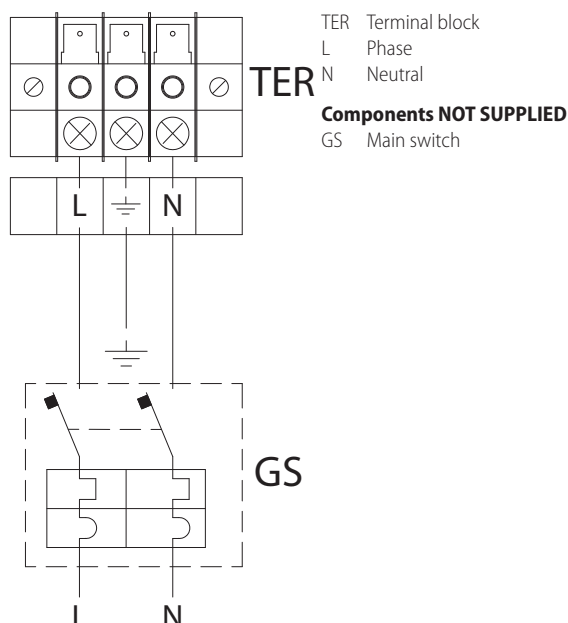 TER Terminal block
L Phase
N Neutral
Components NOT SUPPLIED
GS Main switch
TER
L N
GS
L N